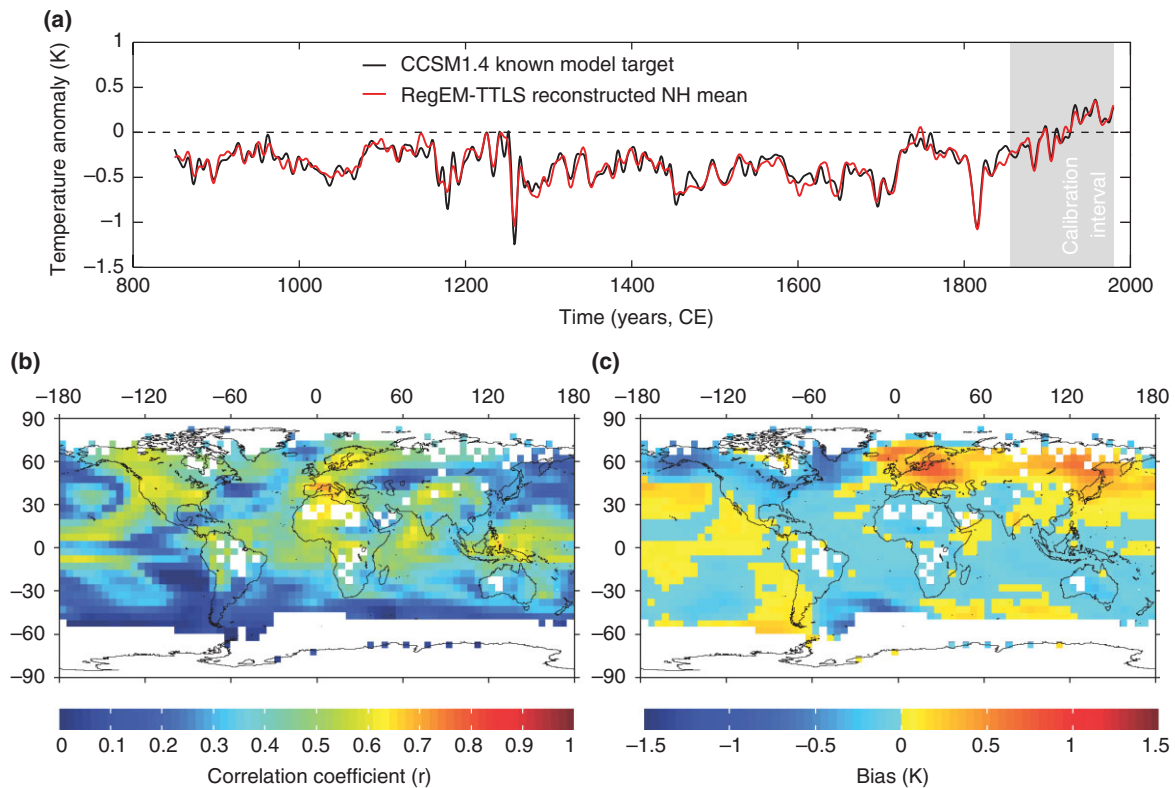 (a)
1
0.5
0
−0.5
−1
−1.5
Temperature anomaly (K)
CCSM1.4 known model target
RegEM-TTLS reconstructed NH mean
Calibration
interval
800 1000 1200 1400 1600 1800 2000
Time (years, CE)
(b)
−180 −120 −60 0 60 120 180
90
60
30
0
−30
−60
−90
0 0.1 0.2 0.3 0.4 0.5 0.6 0.7 0.8 0.9 1
Correlation coefficient (r)
(c)
−180 −120 −60 0 60 120 180
90
60
30
0
−30
−60
−90
−1.5 −1 −0.5 0 0.5 1 1.5
Bias (K)